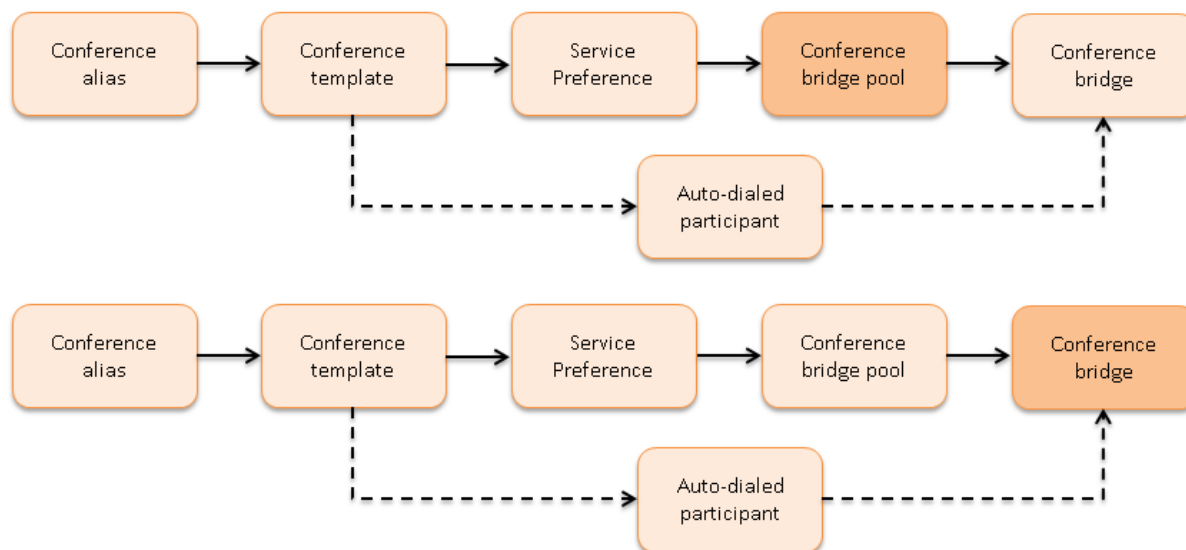 Conference
alias
Conference
template
Service
Preference
Conference
bridge pool
Conference
bridge
Auto-dialed
participant
Conference
alias
Conference
template
Service
Preference
Conference
bridge pool
Conference
bridge
Auto-dialed
participant